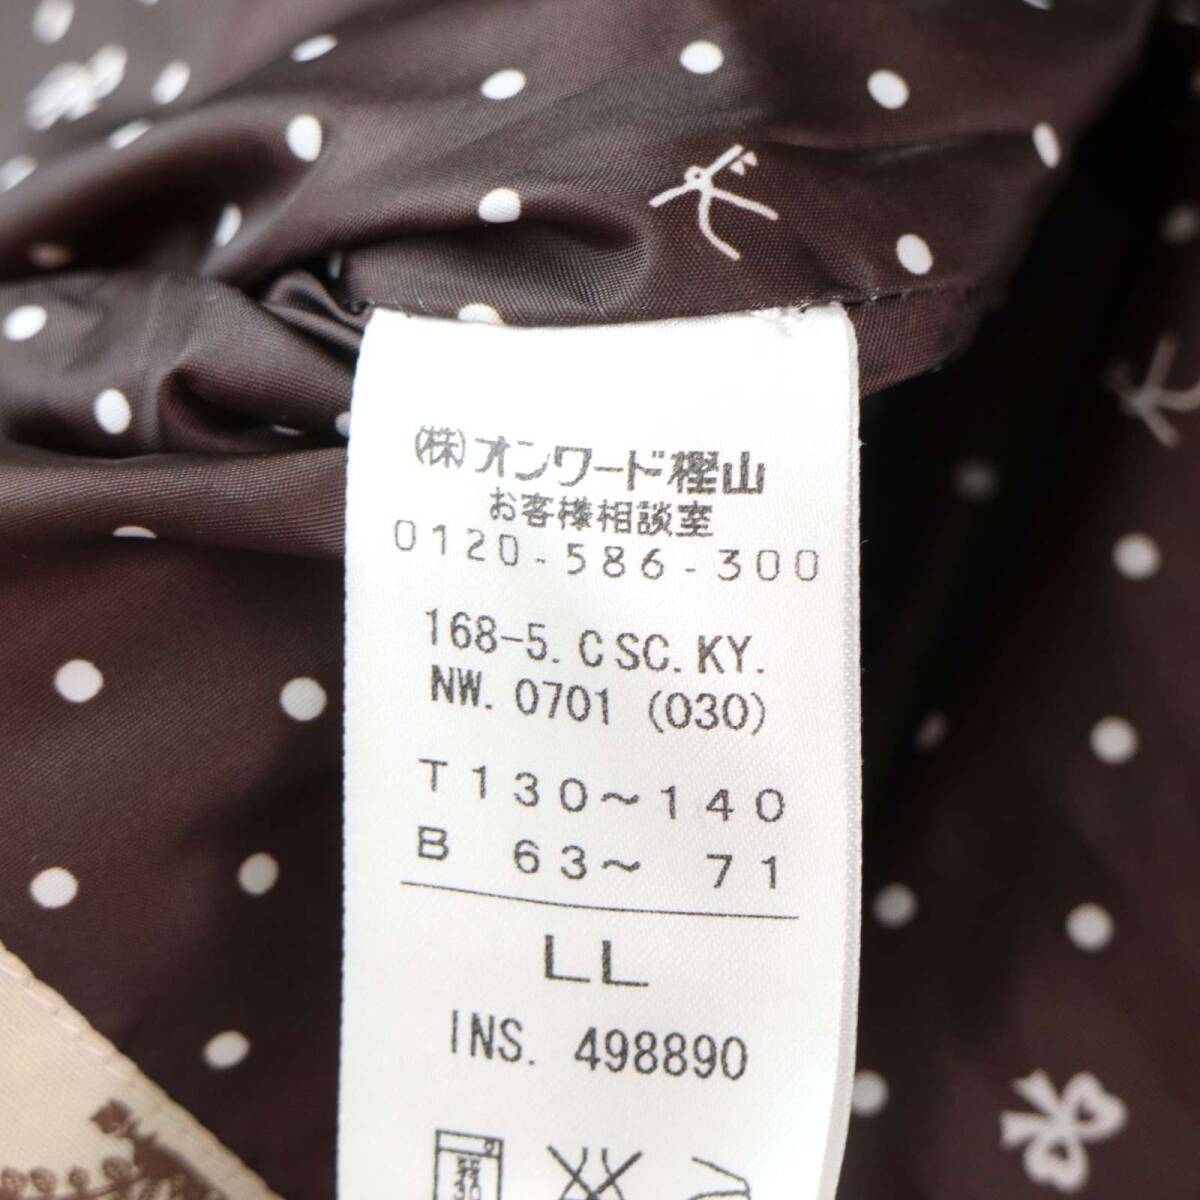 (株)オンワード樫山
お客様相談室
0120-586-300
168-5. CSC. KY.
NW. 0701 (030)
T 130~140
B 63~ 71
LL
INS. 498890